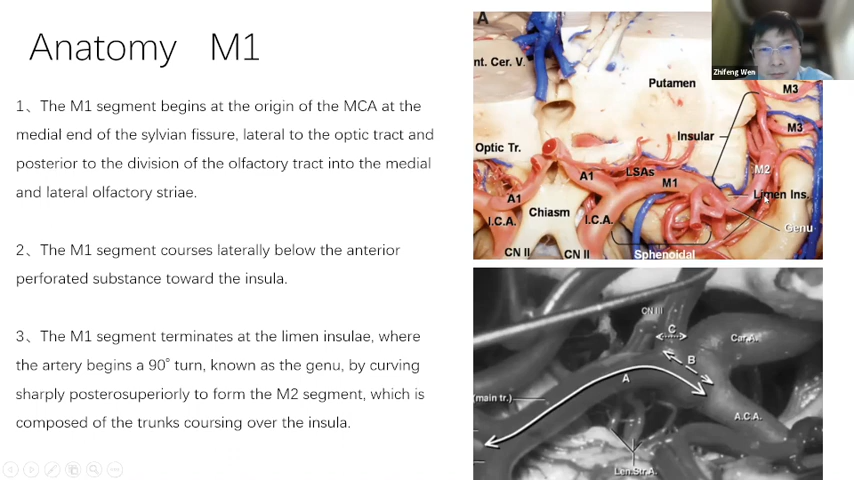 Anatomy M1
1、The M1 segment begins at the origin of the MCA at the
medial end of the sylvian fissure, lateral to the optic tract and
posterior to the division of the olfactory tract into the medial
and lateral olfactory striae.
2、The M1 segment courses laterally below the anterior
perforated substance toward the insula.
3、The M1 segment terminates at the limen insulae, where
the artery begins a 90° turn, known as the genu, by curving
sharply posterosuperiorly to form the M2 segment, which is
composed of the trunks coursing over the insula.
A
nt. Cer. V.
Putamen
M3
Insular
M3
Optic Tr.
M2
LSAs
A1
M1
Limen Ins.
A1
I.C.A.
Chiasm
I.C.A.
Genu
CN II
CN II
Sphenoidal
Zhifeng Wen
CN III
C
Car.A.
B
A
(main tr.)
A.C.A.
Len.Str.A.